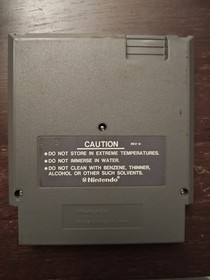 CAUTION
• DO NOT STORE IN EXTREME TEMPERATURES.
• DO NOT IMMERSE IN WATER.
• DO NOT CLEAN WITH BENZENE, THINNER,
ALCOHOL OR OTHER SUCH SOLVENTS.
Nintendo®